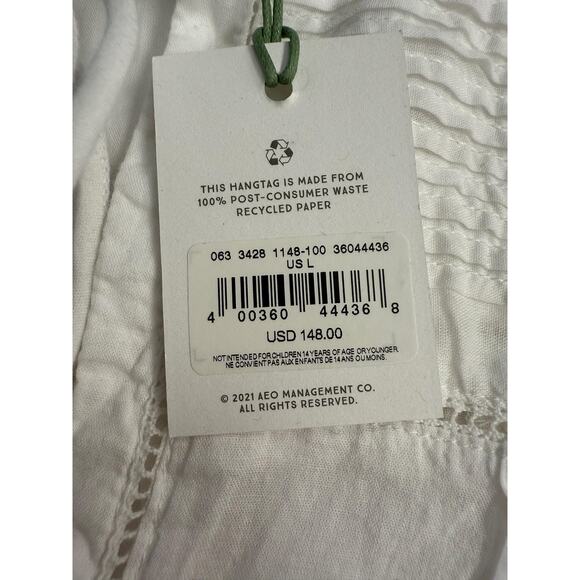 THIS HANGTAG IS MADE FROM
100% POST-CONSUMER WASTE
RECYCLED PAPER
063 3428 1148-100 36044436
US L
4 00360 44436 8
USD 148.00
NOT INTENDED FOR CHILDREN 14 YEARS OF AGE OR YOUNGER.
NE CONVIENT PAS AUX ENFANTS DE 14 ANS OU MOINS.
© 2021 AEO MANAGEMENT CO.
ALL RIGHTS RESERVED.